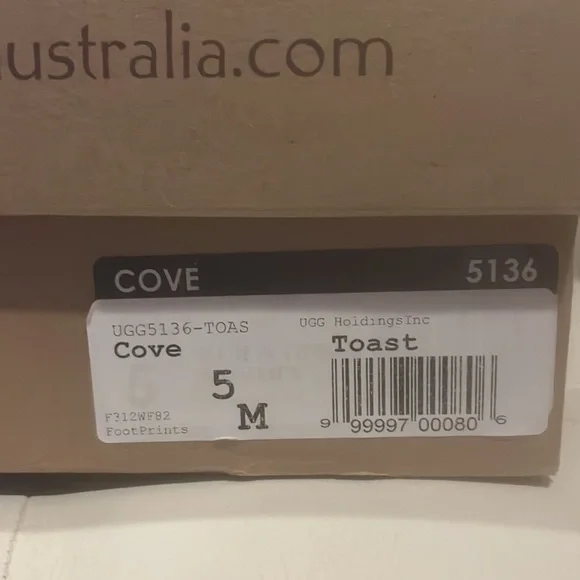 ustralia.com
COVE 5136
UGG5136-TOAS UGG HoldingsInc
Cove Toast
5
M
F312WF82
FootPrints
9 99997 00080 6